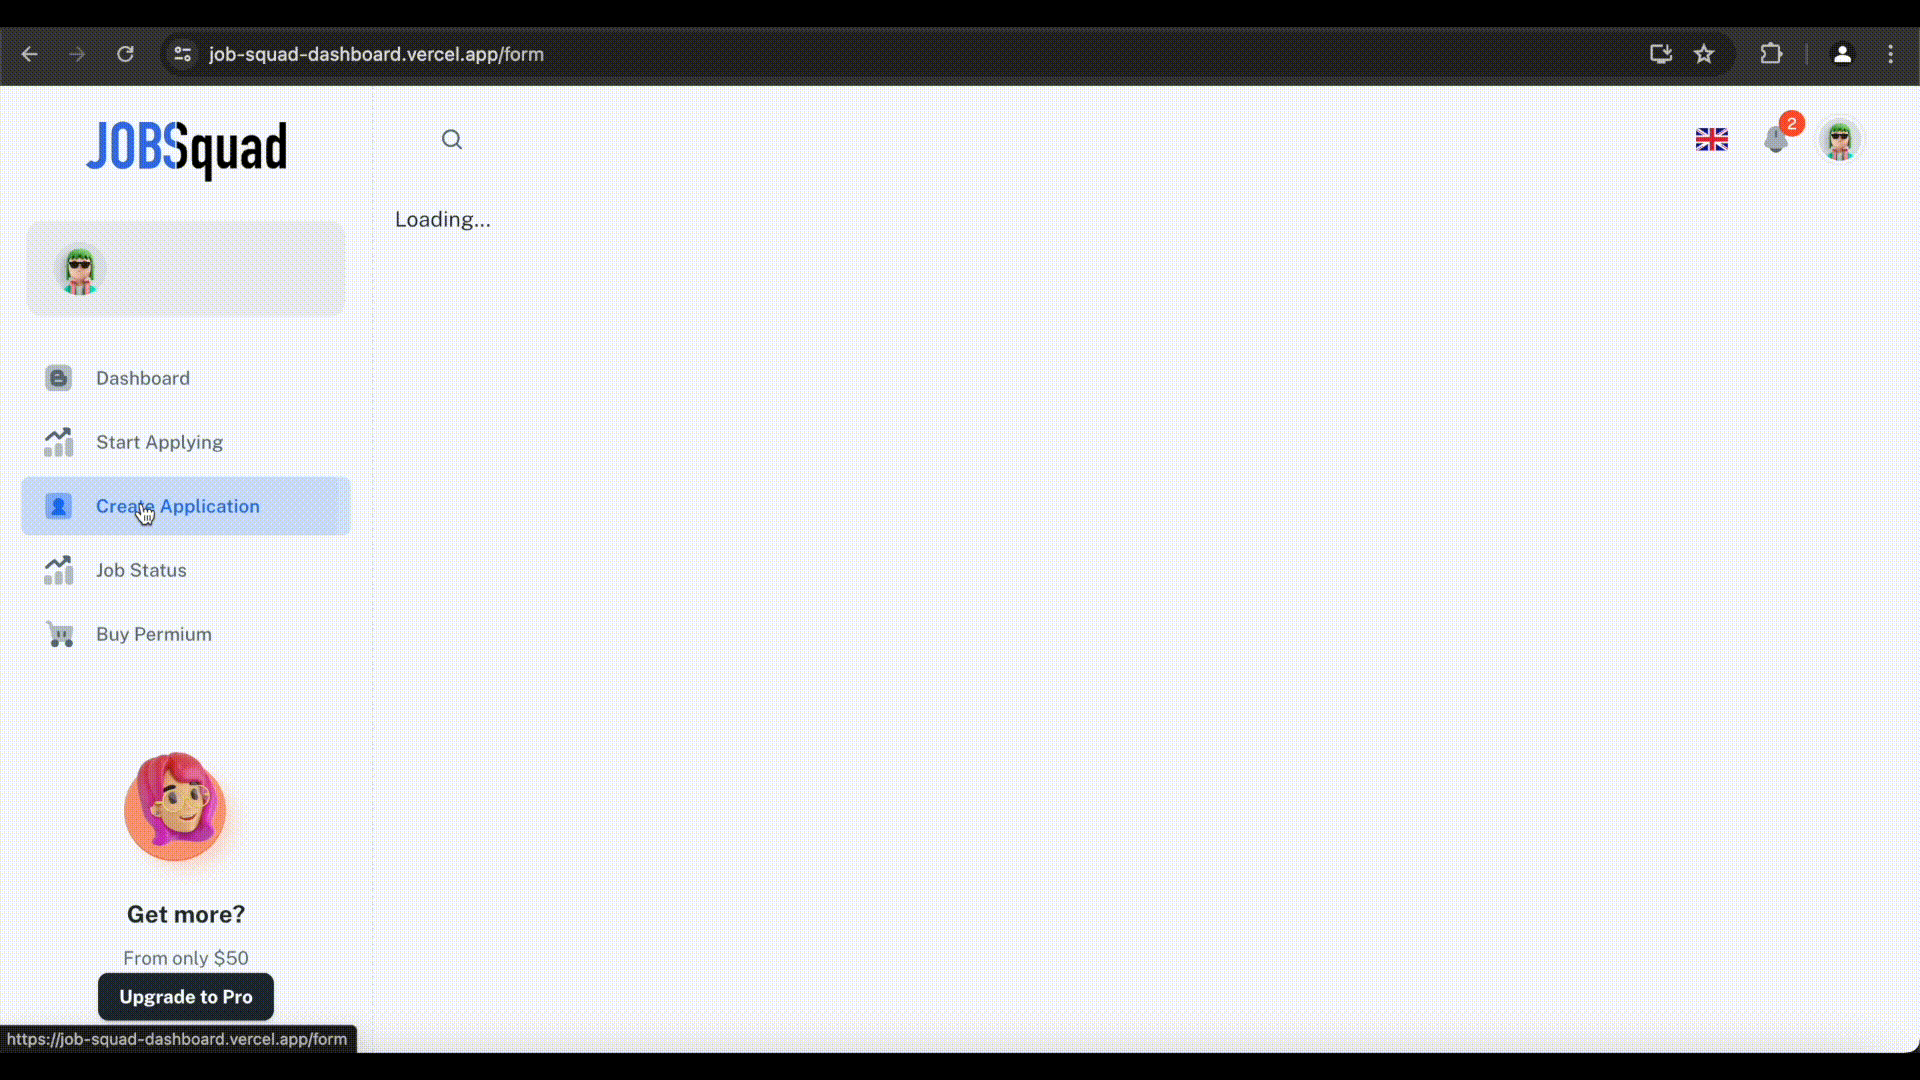 job-squad-dashboard.vercel.app/form
JOBSquad
2
Loading...
Dashboard
Start Applying
Create Application
Job Status
Buy Permium
Get more?
From only $50
Upgrade to Pro
https://job-squad-dashboard.vercel.app/form